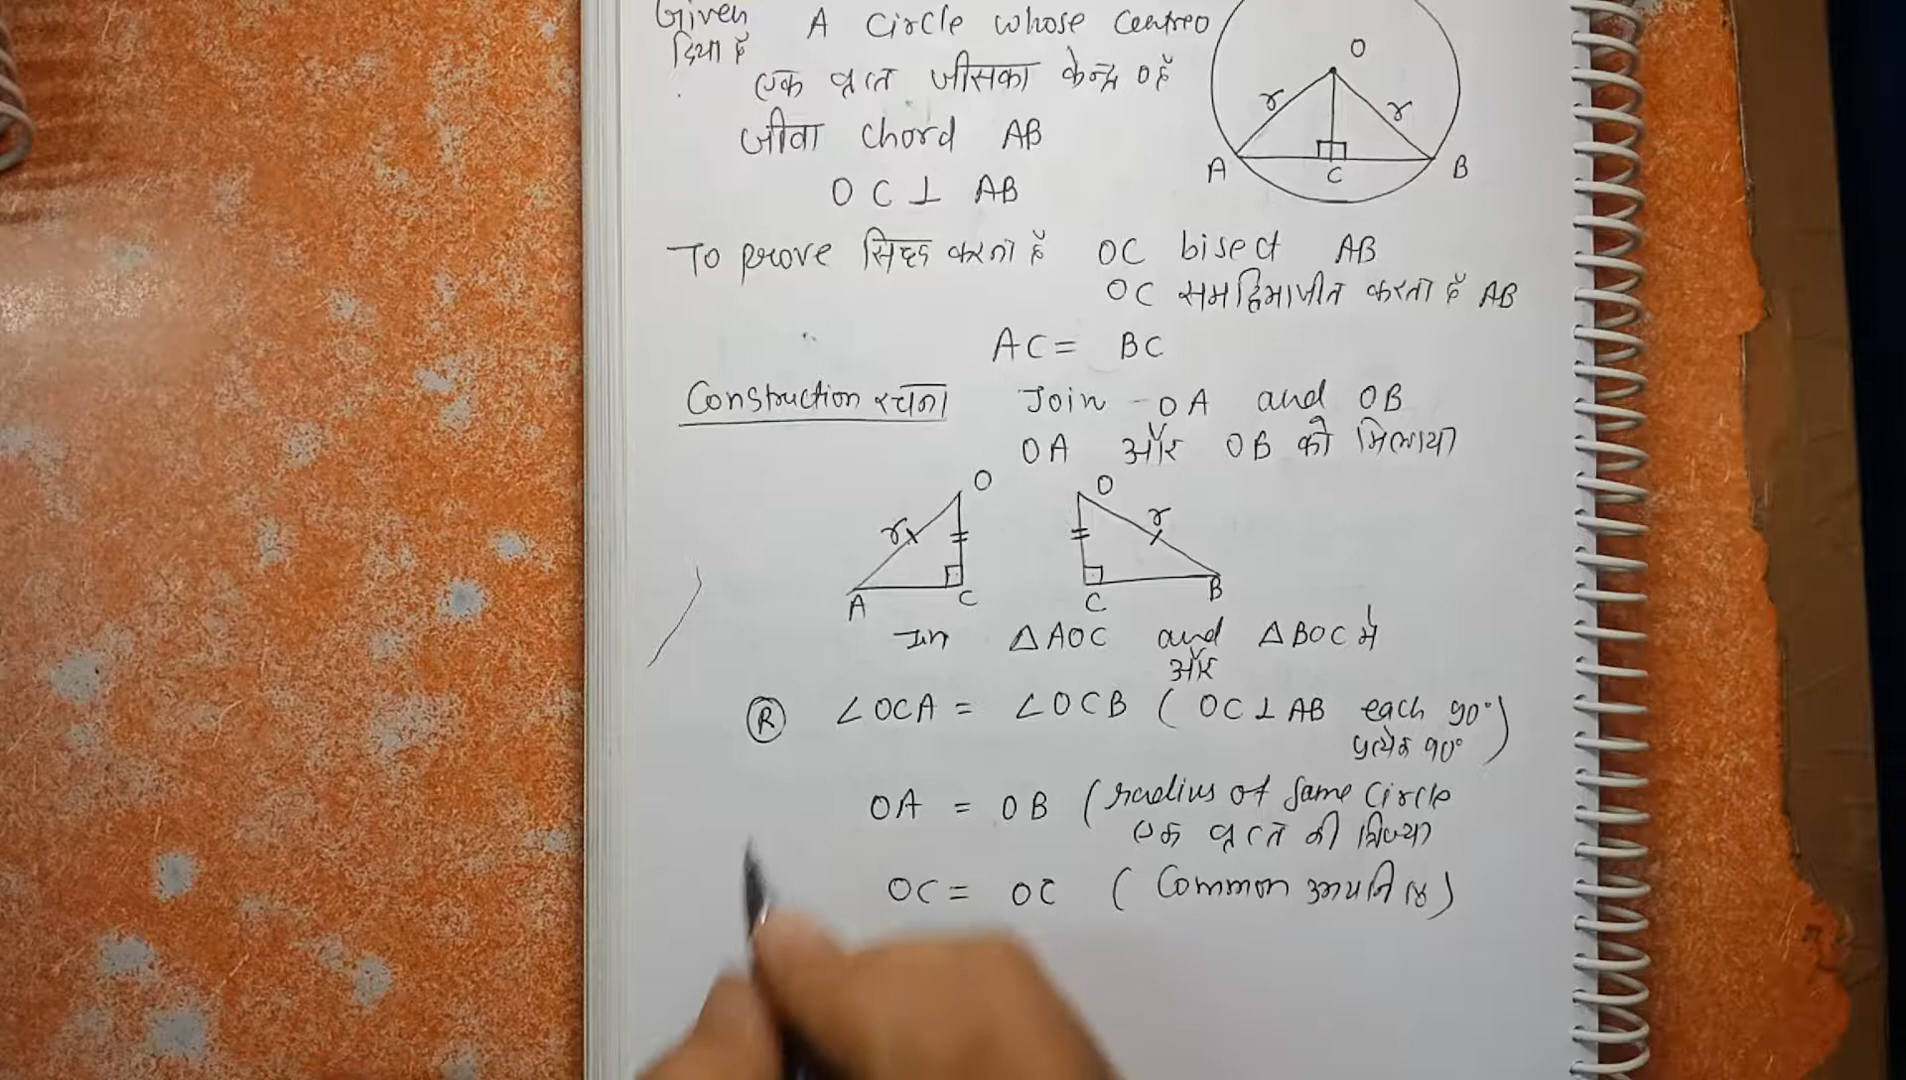 Given A Circle whose Centre O
दिया है
एक वृत्त जीसका केन्द्र O है
जीवा chord AB
OC ⊥ AB
To prove सिद्ध करना है OC bisect AB
OC समद्विभाजीत करता है AB
AC = BC
Construction रचना Join OA and OB
OA और OB को मिलाया
O
r
r
A
C
B
O
r
A
C
O
r
C
B
In △AOC and △BOC में
और
Ⓡ ∠OCA = ∠OCB (OC ⊥ AB each 90°)
प्रत्येक 90°
OA = OB (radius of same Circle
एक वृत्त की त्रिज्या
OC = OC (Common उभयनिष्ठ)